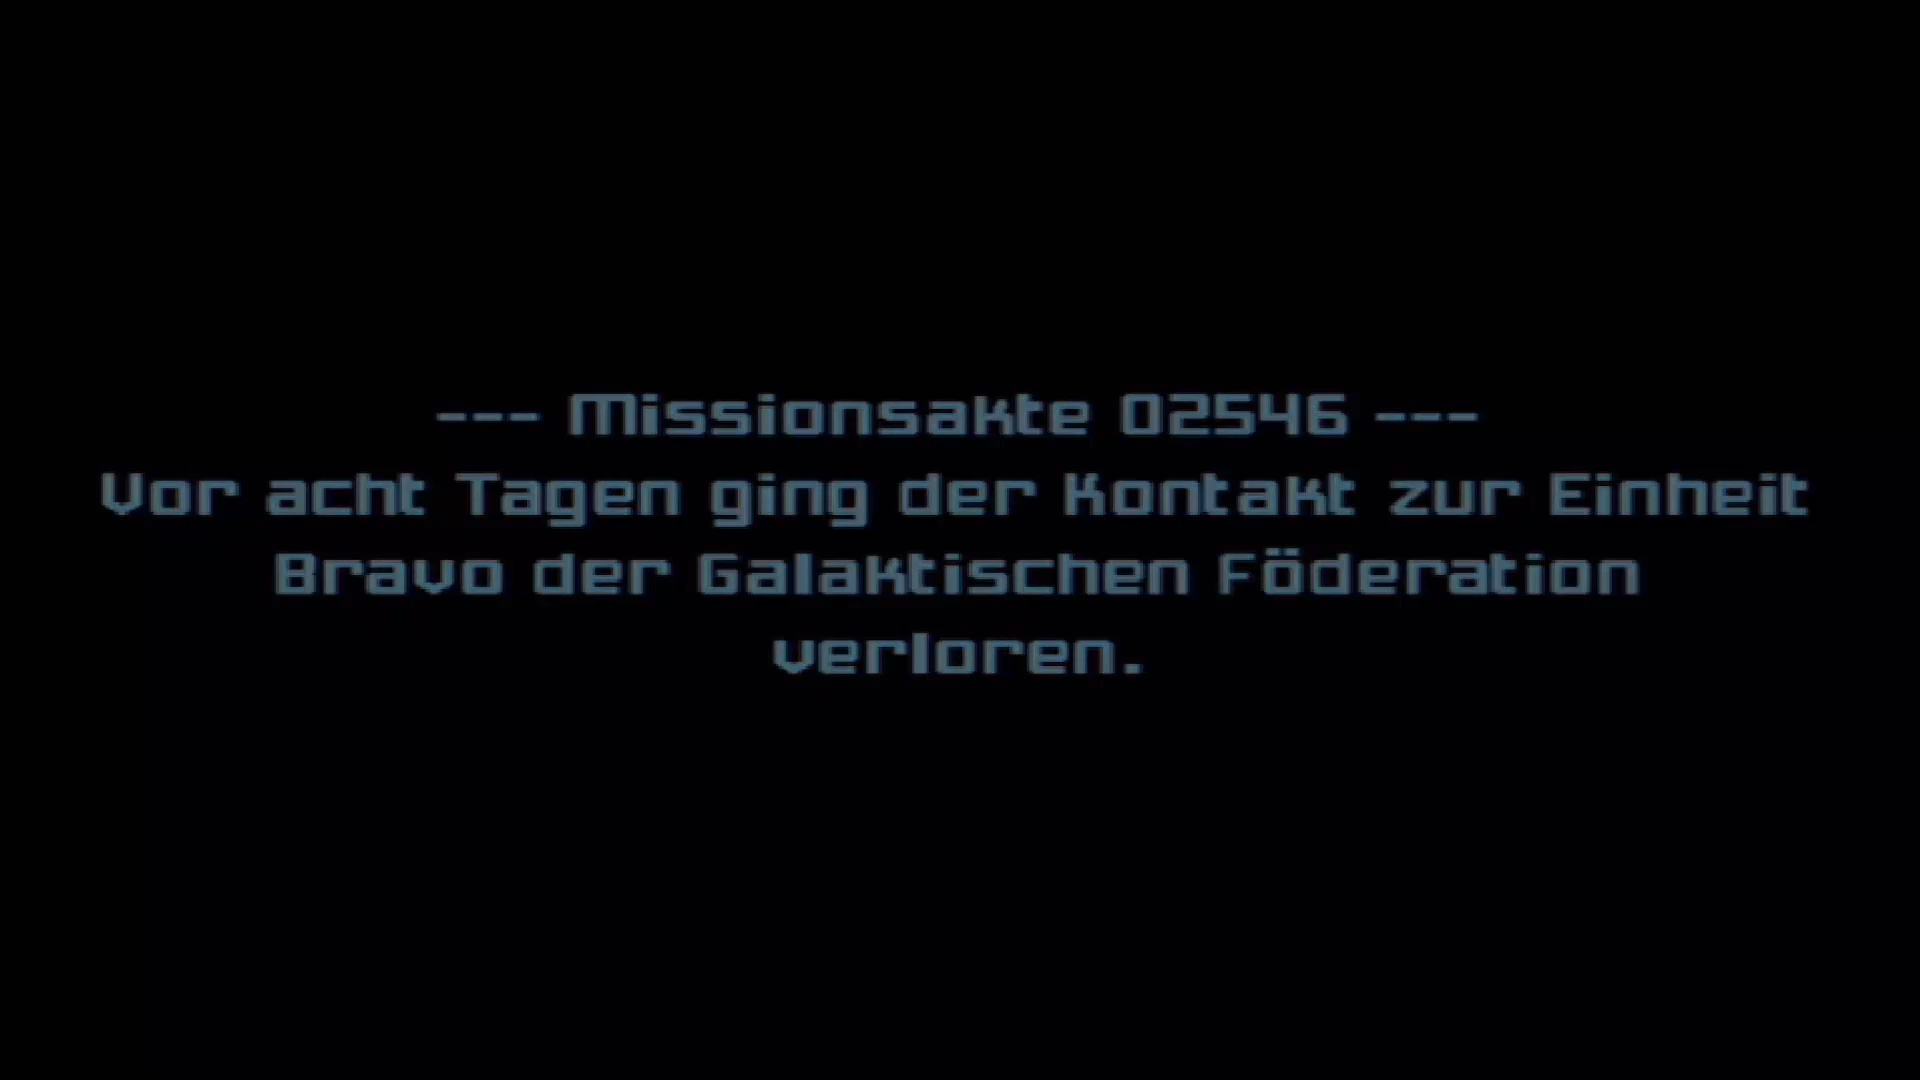 --- Missionsakte 02546 ---
Vor acht Tagen ging der Kontakt zur Einheit
Bravo der Galaktischen Föderation
verloren.